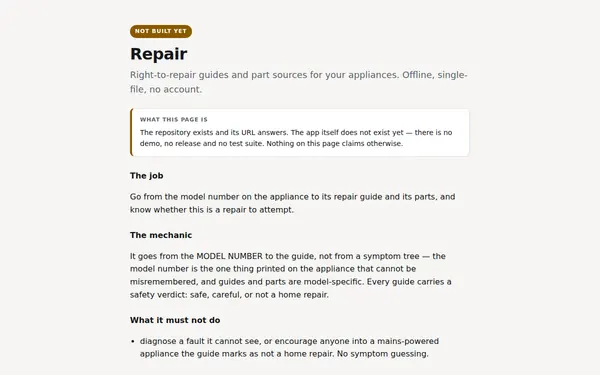 NOT BUILT YET
Repair
Right-to-repair guides and part sources for your appliances. Offline, single-
file, no account.
WHAT THIS PAGE IS
The repository exists and its URL answers. The app itself does not exist yet — there is no
demo, no release and no test suite. Nothing on this page claims otherwise.
The job
Go from the model number on the appliance to its repair guide and its parts, and
know whether this is a repair to attempt.
The mechanic
It goes from the MODEL NUMBER to the guide, not from a symptom tree — the
model number is the one thing printed on the appliance that cannot be
misremembered, and guides and parts are model-specific. Every guide carries a
safety verdict: safe, careful, or not a home repair.
What it must not do
• diagnose a fault it cannot see, or encourage anyone into a mains-powered
appliance the guide marks as not a home repair. No symptom guessing.